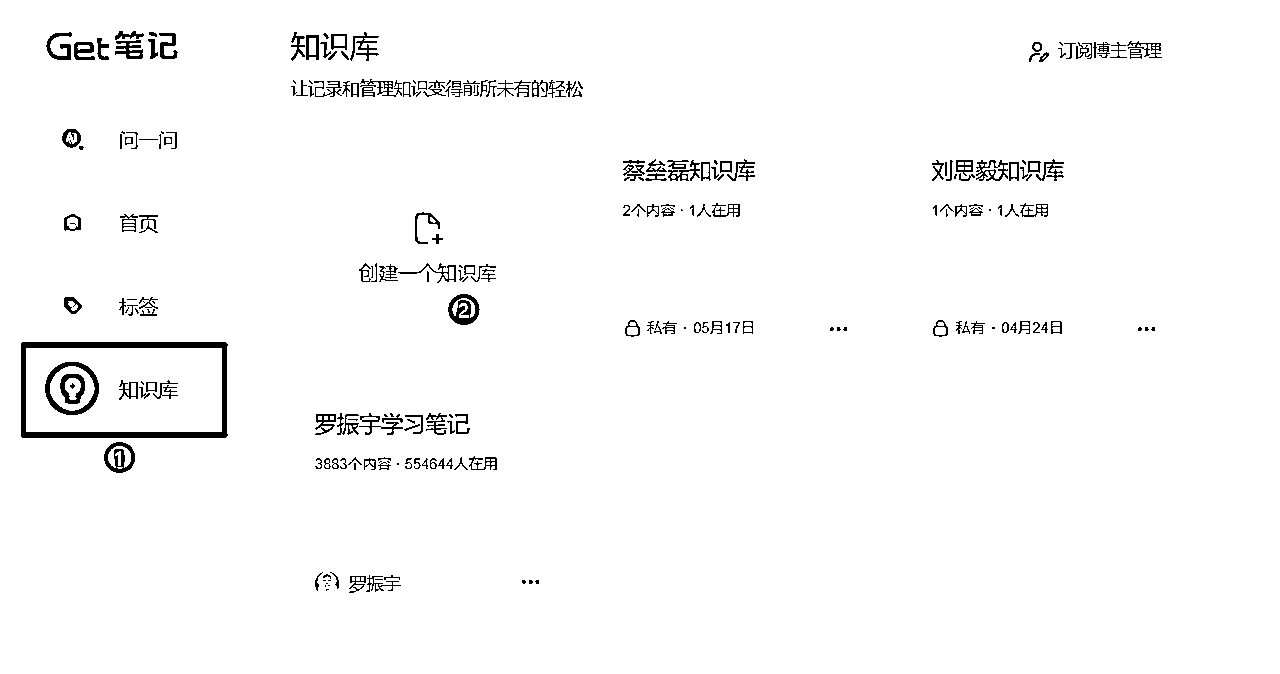 Get笔记
问一问
首页
标签
知识库
①
知识库
让记录和管理知识变得前所未有的轻松
订阅博主管理
创建一个知识库
②
蔡垒磊知识库
2个内容 · 1人在用
私有 · 05月17日
刘思毅知识库
1个内容 · 1人在用
私有 · 04月24日
罗振宇学习笔记
3883个内容 · 554644人在用
罗振宇